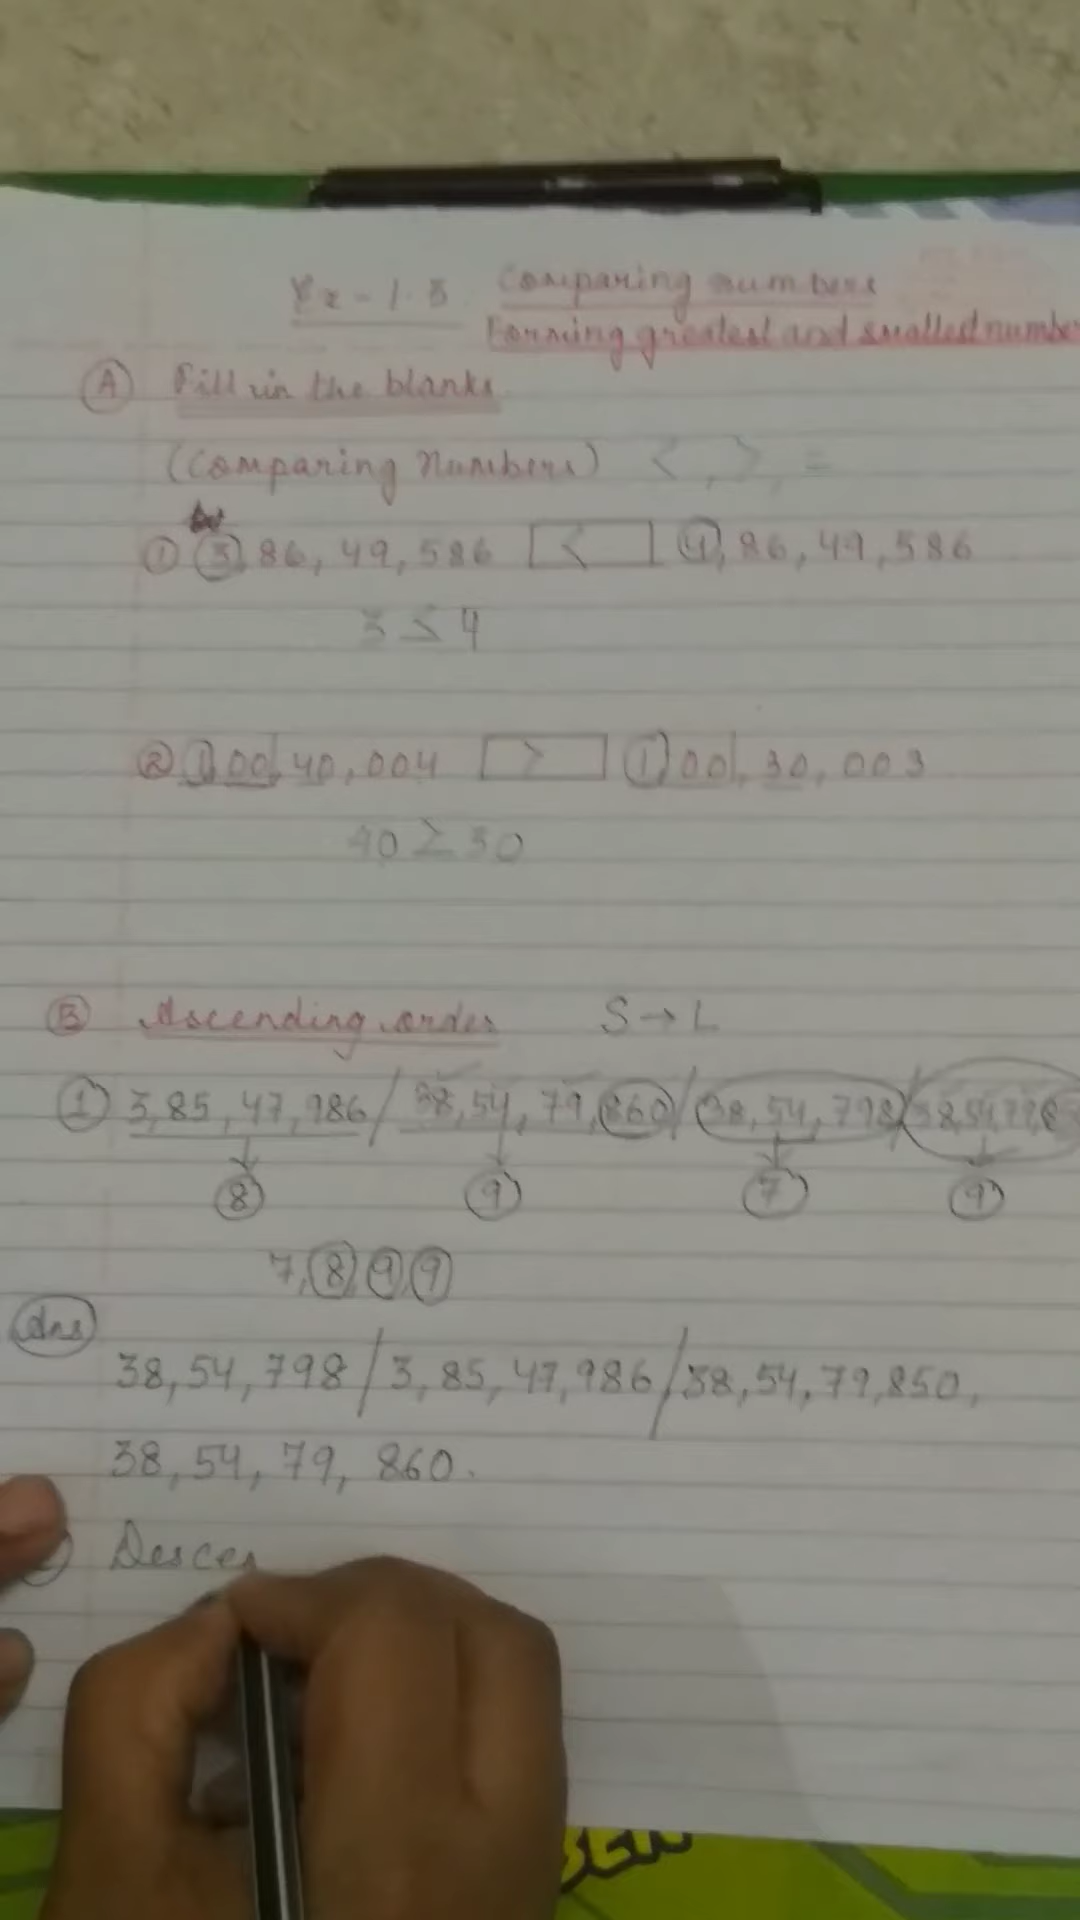 Ex - 1.3 Comparing numbers
Forming greatest and smallest number
A Fill in the blanks
(Comparing Numbers) < , > , =
① 3,86,49,586 < 4,86,49,586
3 < 4
② 1,00,40,004 > 1,00,30,003
40 > 30
B Ascending order S → L
① 3,85,47,986 / 38,54,79,860 / 38,54,798 /
8 9 7 9
7, 8, 9, 9
Ans
38,54,798 / 3,85,47,986 / 38,54,79,850,
38,54,79,860.
Descen